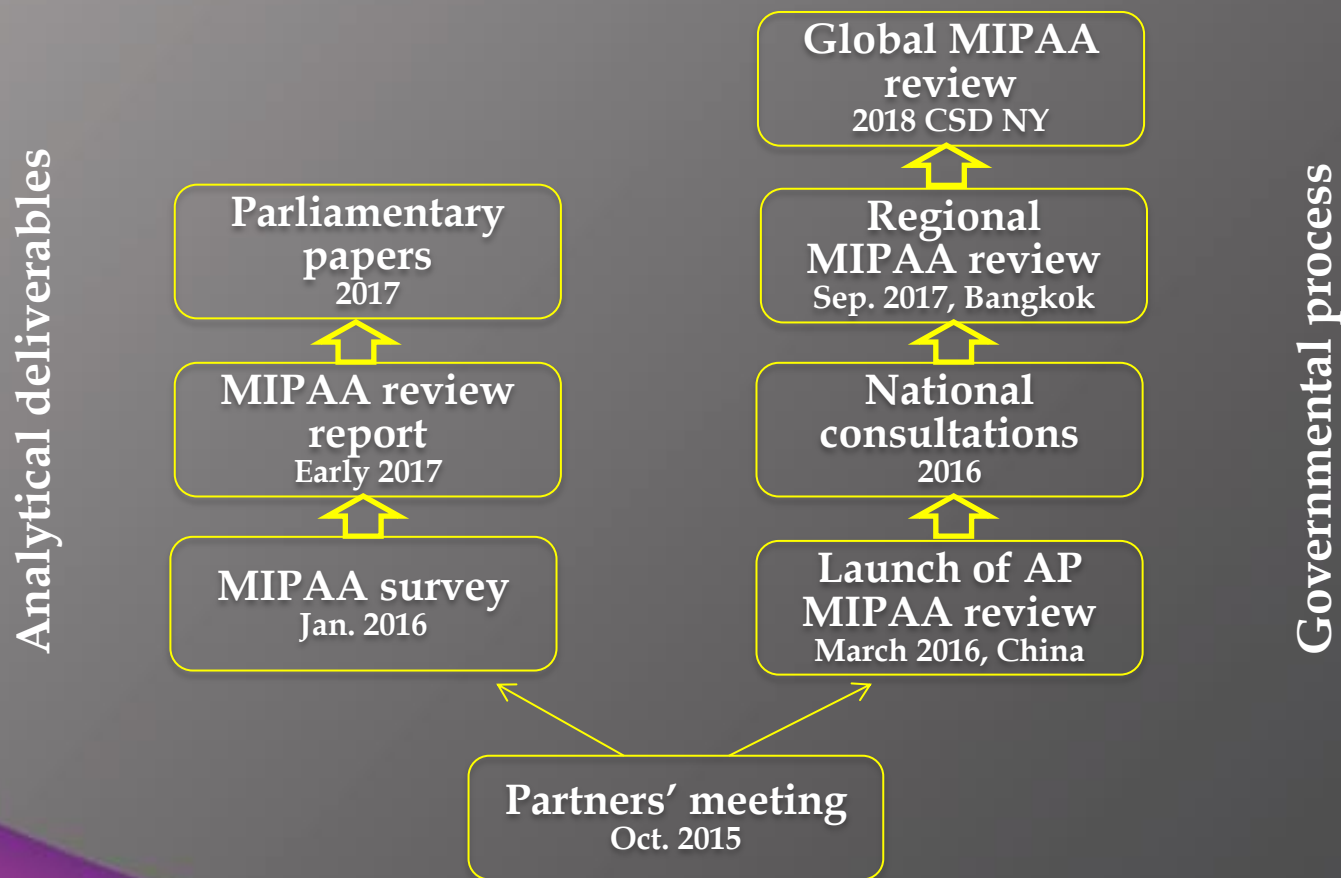 Analytical deliverables
Parliamentary
papers
2017
MIPAA review
report
Early 2017
MIPAA survey
Jan. 2016
Global MIPAA
review
2018 CSD NY
Regional
MIPAA review
Sep. 2017, Bangkok
National
consultations
2016
Launch of AP
MIPAA review
March 2016, China
Partners’ meeting
Oct. 2015
Governmental process